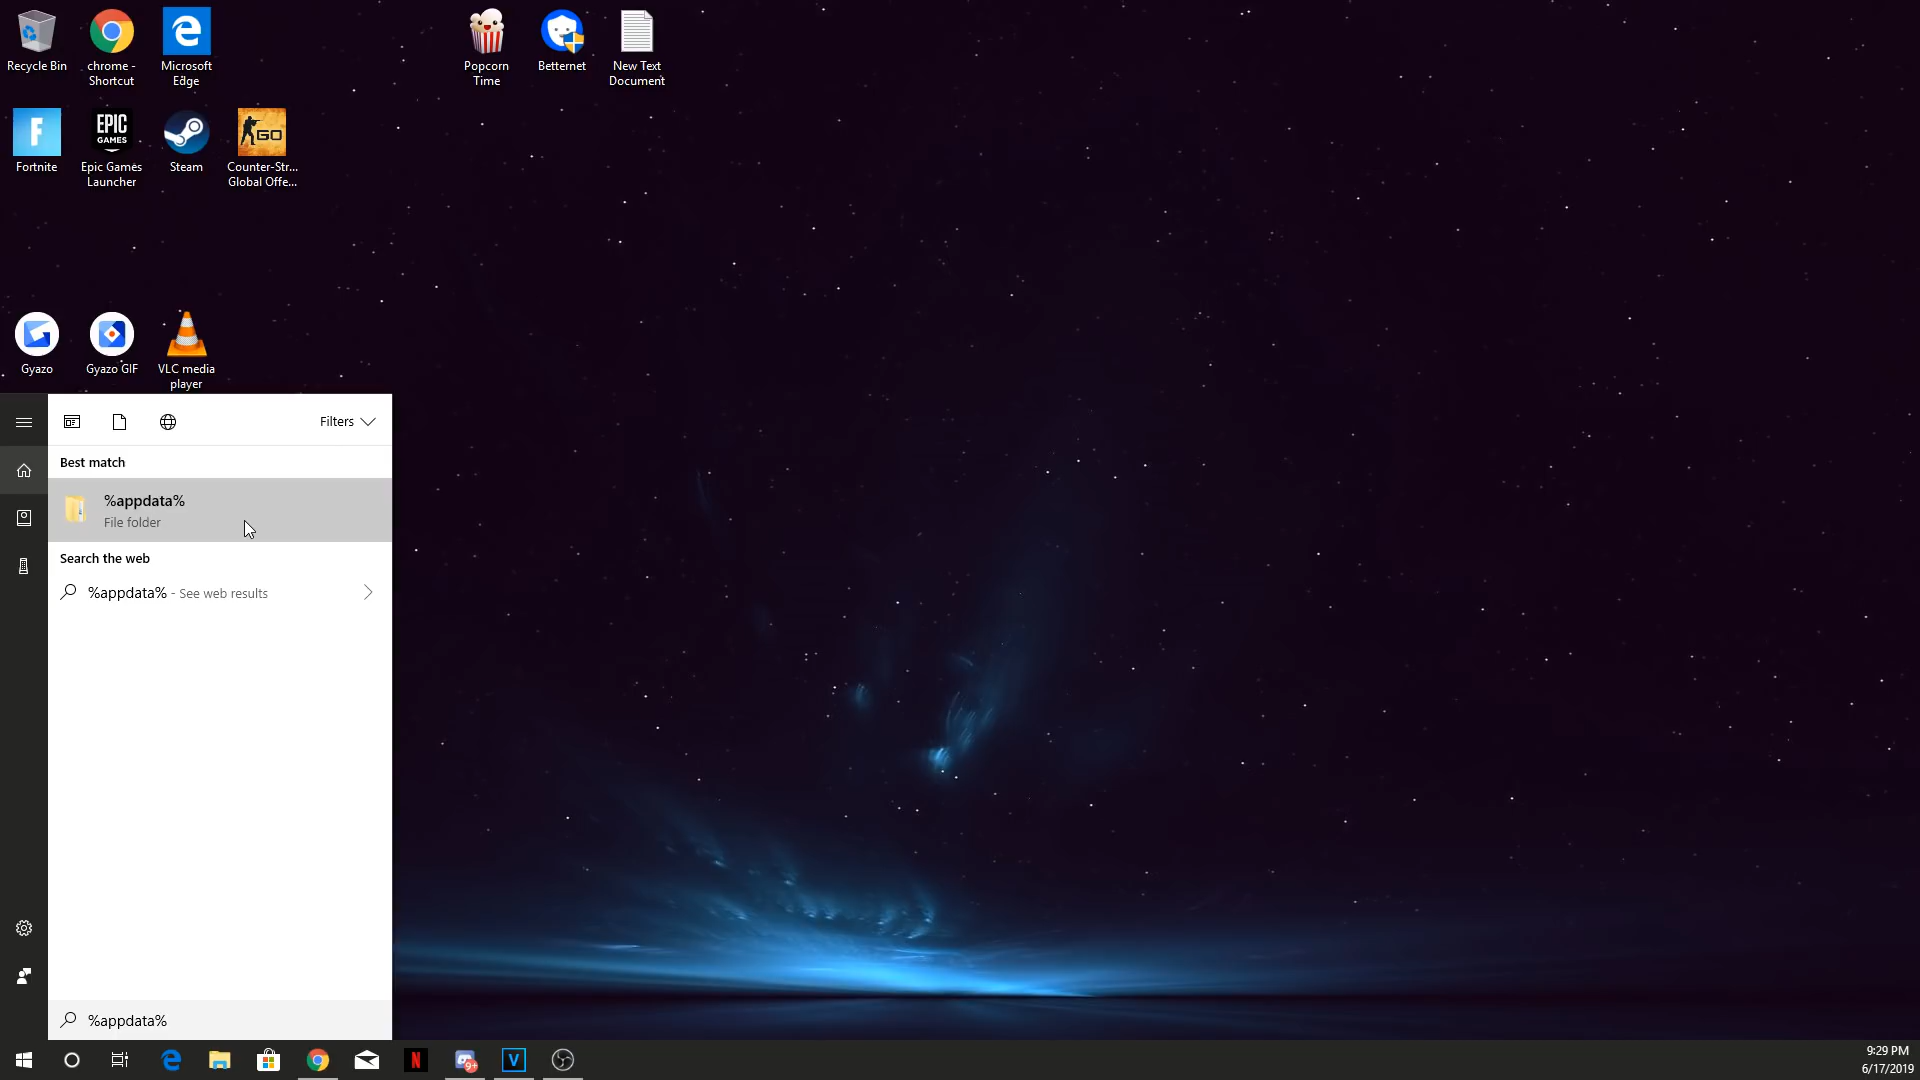 Recycle Bin
chrome -
Shortcut
Microsoft
Edge
Popcorn
Time
Betternet
New Text
Document
F
EPIC
GAMES
GO
Fortnite
Epic Games
Launcher
Steam
Counter-Str...
Global Offe...
Gyazo
Gyazo GIF
VLC media
player
Filters
Best match
%appdata%
File folder
Search the web
%appdata% - See web results
%appdata%
N
9+
V
9:29 PM
6/17/2019